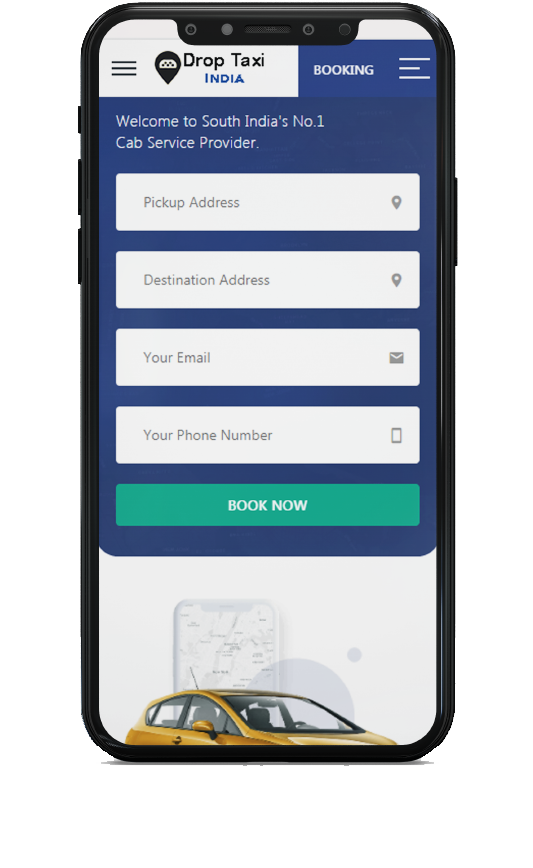 Drop Taxi
INDIA
BOOKING
Welcome to South India's No.1
Cab Service Provider.
Pickup Address
Destination Address
Your Email
Your Phone Number
BOOK NOW